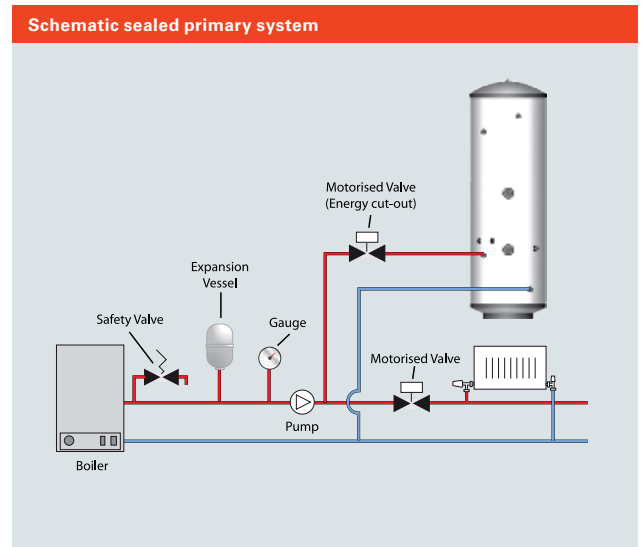 Schematic sealed primary system
Motorised Valve
(Energy cut-out)
Expansion
Vessel
Safety Valve
Gauge
Motorised Valve
Pump
Boiler